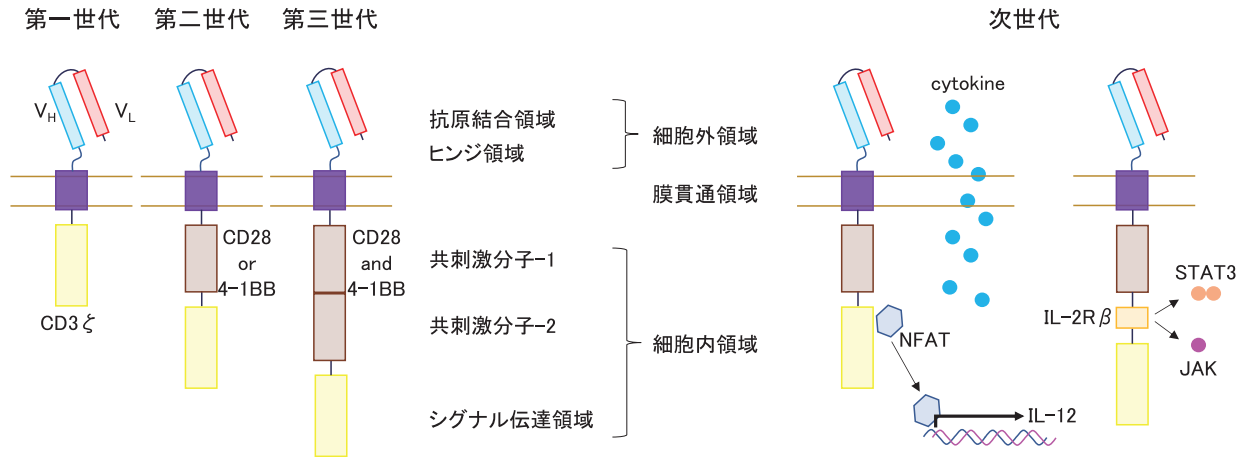 第一世代
第二世代
第三世代
次世代
VH
VL
CD3ζ
CD28
or
4-1BB
CD28
and
4-1BB
抗原結合領域
ヒンジ領域
細胞外領域
膜貫通領域
共刺激分子-1
共刺激分子-2
細胞内領域
シグナル伝達領域
cytokine
NFAT
IL-12
IL-2Rβ
STAT3
JAK